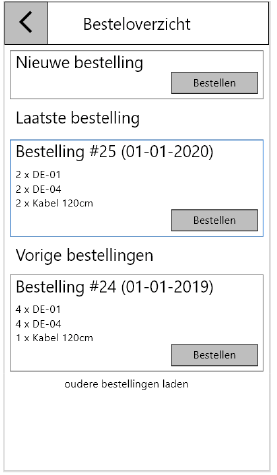 Besteloverzicht
Nieuwe bestelling
Bestellen
Laatste bestelling
Bestelling #25 (01-01-2020)
2 x DE-01
2 x DE-04
2 x Kabel 120cm
Bestellen
Vorige bestellingen
Bestelling #24 (01-01-2019)
4 x DE-01
4 x DE-04
1 x Kabel 120cm
Bestellen
oudere bestellingen laden